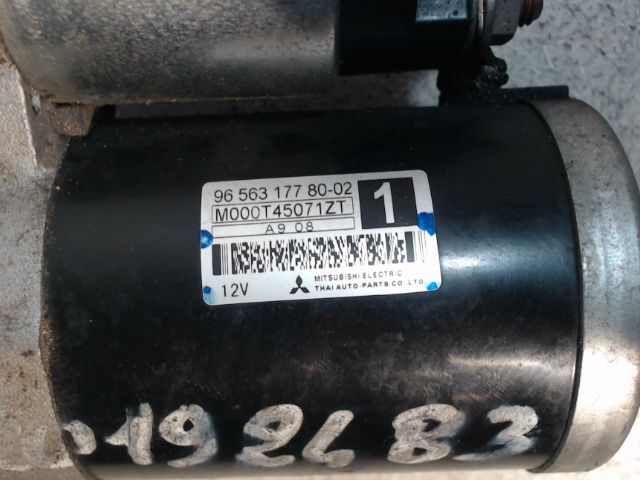 96 563 177 80-02
1
M000T45071ZT
A9 08
12V
MITSUBISHI ELECTRIC
THAI AUTO-PARTS CO. LTD.
192683